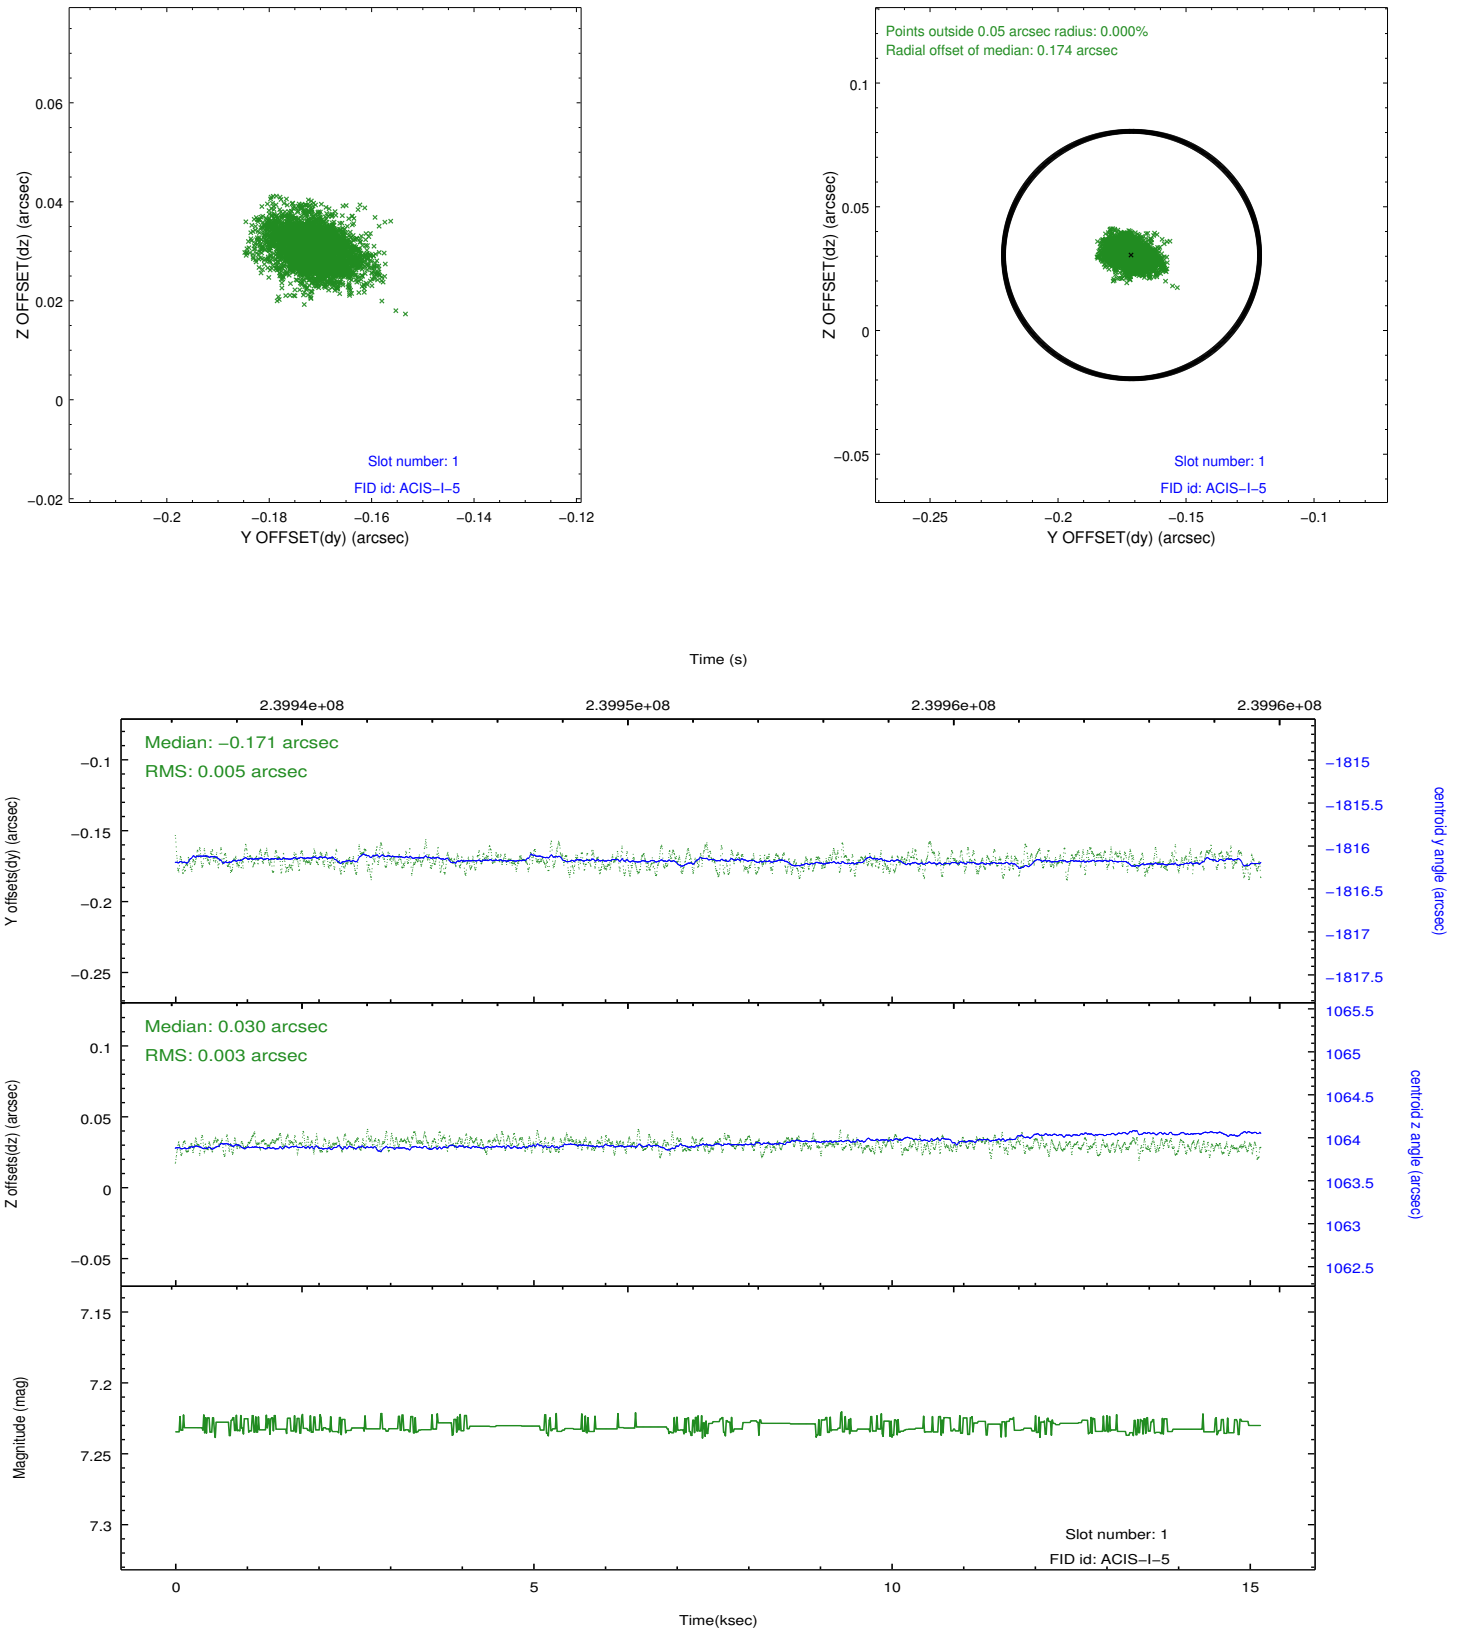 0.06
0.04
0.02
0
−0.02
Z OFFSET(dz) (arcsec)
Slot number: 1
FID id: ACIS−I−5
−0.2
−0.18
−0.16
−0.14
−0.12
Y OFFSET(dy) (arcsec)
Points outside 0.05 arcsec radius: 0.000%
Radial offset of median: 0.174 arcsec
0.1
0.05
0
−0.05
Z OFFSET(dz) (arcsec)
Slot number: 1
FID id: ACIS−I−5
−0.25
−0.2
−0.15
−0.1
Y OFFSET(dy) (arcsec)
Time (s)
2.3994e+08
2.3995e+08
2.3996e+08
2.3996e+08
Median: −0.171 arcsec
RMS: 0.005 arcsec
−0.1
−0.15
−0.2
−0.25
Y offsets(dy) (arcsec)
−1815
−1815.5
−1816
−1816.5
−1817
−1817.5
centroid y angle (arcsec)
Median: 0.030 arcsec
RMS: 0.003 arcsec
0.1
0.05
0
−0.05
Z offsets(dz) (arcsec)
1065.5
1065
1064.5
1064
1063.5
1063
1062.5
centroid z angle (arcsec)
7.15
7.2
7.25
7.3
Magnitude (mag)
Slot number: 1
FID id: ACIS−I−5
0
5
10
15
Time(ksec)